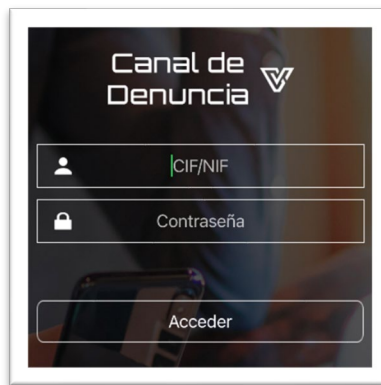 Canal de
Denuncia
CIF/NIF
Contraseña
Acceder